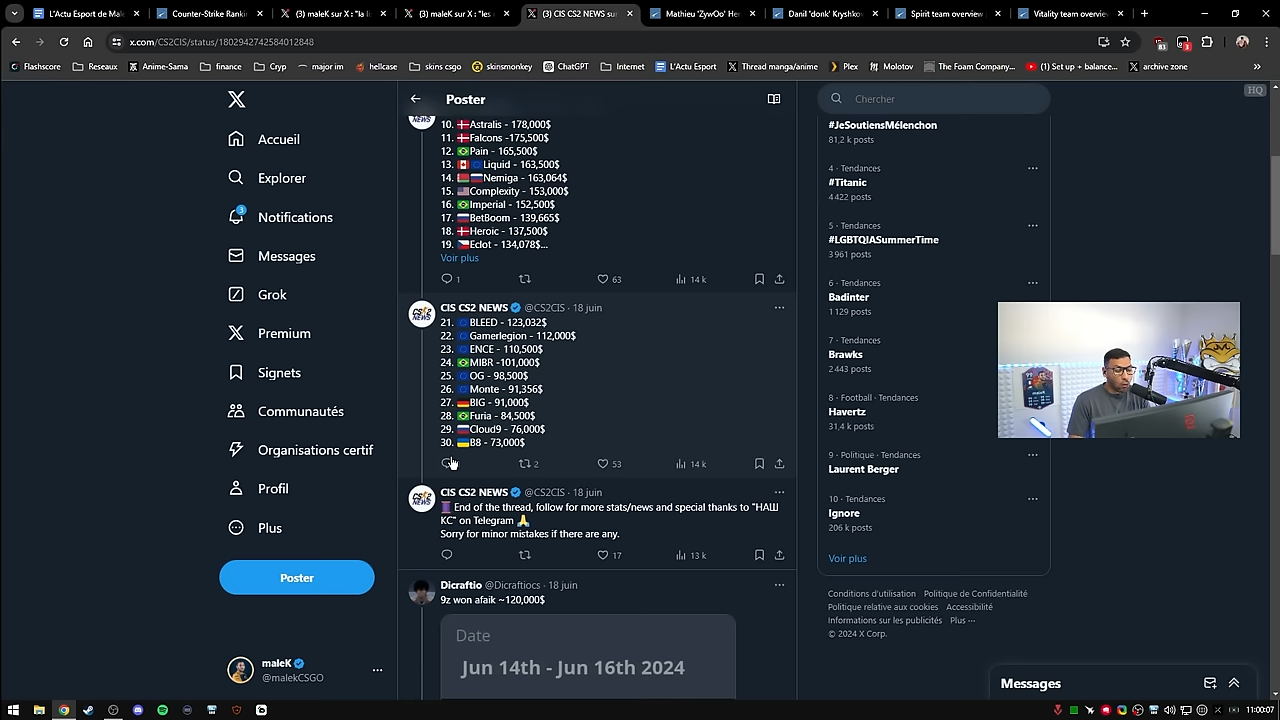 L'Actu Esport de Malek
Counter-Strike Ranki
(3) maleK sur X : "la li
(3) maleK sur X : "les
(3) CIS CS2 NEWS sur
Mathieu 'ZywOo' Her
Danil 'donk' Kryshkov
Spirit team overview
Vitality team overview
x.com/CS2CIS/status/1802942742584012848
Flashscore
Reseaux
Anime-Sama
finance
Cryp
major im
hellcase
skins csgo
skinsmonkey
ChatGPT
Internet
L'Actu Esport
Thread manga/anime
Plex
Molotov
The Foam Company...
(1) Set up + balance...
archive zone
Accueil
Explorer
3
Notifications
Messages
Grok
Premium
Signets
Communautés
Organisations certif
Profil
Plus
Poster
maleK
@malekCSGO
Poster
10. Astralis - 178,000$
11. Falcons -175,500$
12. Pain - 165,500$
13. Liquid - 163,500$
14. Nemiga - 163,064$
15. Complexity - 153,000$
16. Imperial - 152,500$
17. BetBoom - 139,665$
18. Heroic - 137,500$
19. Eclot - 134,078$...
Voir plus
1
63
14 k
CIS CS2 NEWS @CS2CIS · 18 juin
21. BLEED - 123,032$
22. Gamerlegion - 112,000$
23. ENCE - 110,500$
24. MIBR -101,000$
25. OG - 98,500$
26. Monte - 91,356$
27. BIG - 91,000$
28. Furia - 84,500$
29. Cloud9 - 76,000$
30. B8 - 73,000$
2
53
14 k
CIS CS2 NEWS @CS2CIS · 18 juin
End of the thread, follow for more stats/news and special thanks to "НАШ
КС" on Telegram
Sorry for minor mistakes if there are any.
17
13 k
Dicraftio @Dicraftiocs · 18 juin
9z won afaik ~120,000$
Date
Jun 14th - Jun 16th 2024
Chercher
#JeSoutiensMélenchon
81,2 k posts
4 · Tendances
#Titanic
4 422 posts
5 · Tendances
#LGBTQIASummerTime
3 961 posts
6 · Tendances
Badinter
1 129 posts
7 · Tendances
Brawks
2 443 posts
8 · Football · Tendances
Havertz
31,4 k posts
9 · Politique · Tendances
Laurent Berger
10 · Tendances
Ignore
206 k posts
Voir plus
Conditions d'utilisation Politique de Confidentialité
Politique relative aux cookies Accessibilité
Informations sur les publicités Plus ···
© 2024 X Corp.
Messages
HQ
11:00:07